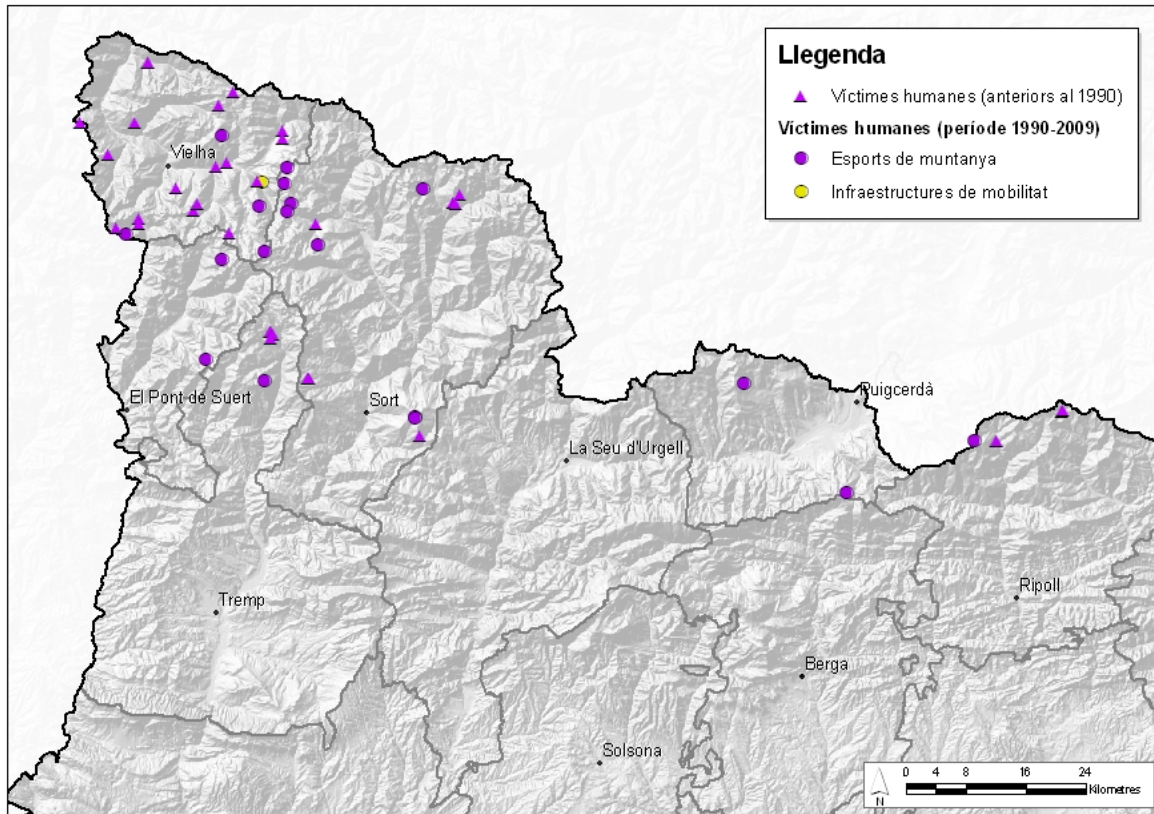 Llegenda
Víctimes humanes (anteriors al 1990)
Víctimes humanes (període 1990-2009)
Esports de muntanya
Infraestructures de mobilitat
Vielha
El Pont de Suert
Sort
Puigcerdà
La Seu d'Urgell
Tremp
Ripoll
Berga
Solsona
N
0 4 8 16 24
Kilometres